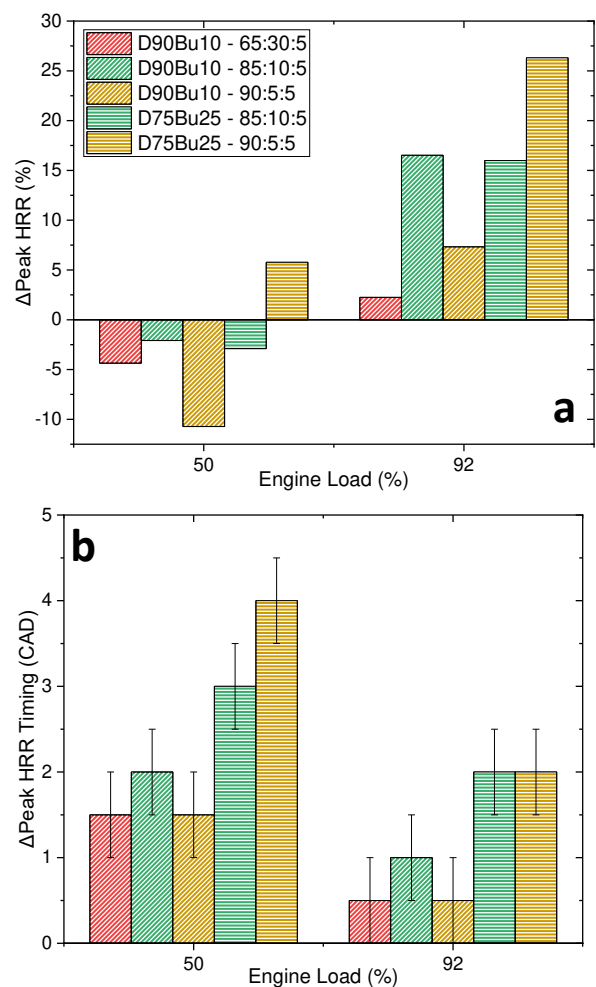 30
25
20
15
10
5
0
-5
-10
ΔPeak HRR (%)
D90Bu10 - 65:30:5
D90Bu10 - 85:10:5
D90Bu10 - 90:5:5
D75Bu25 - 85:10:5
D75Bu25 - 90:5:5
a
50
92
Engine Load (%)
b
5
4
3
2
1
0
ΔPeak HRR Timing (CAD)
50
92
Engine Load (%)